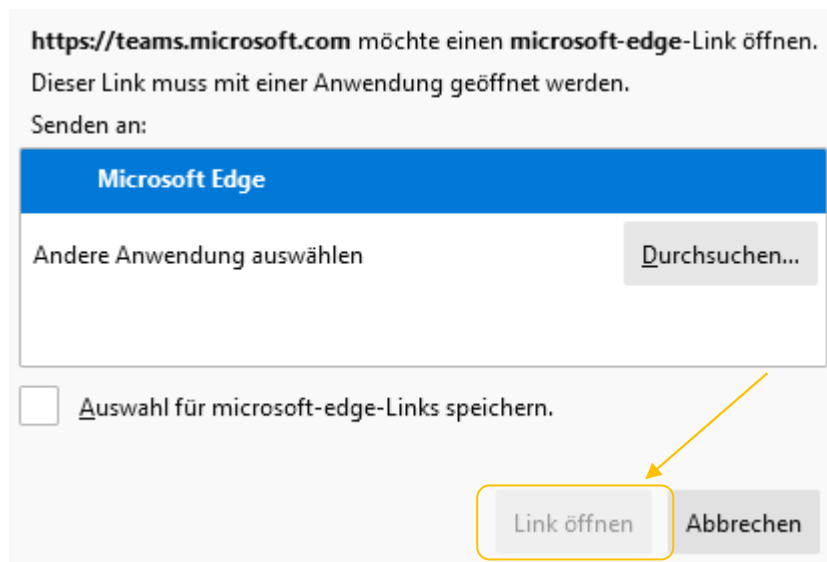 https://teams.microsoft.com möchte einen microsoft-edge-Link öffnen.
Dieser Link muss mit einer Anwendung geöffnet werden.
Senden an:
Microsoft Edge
Andere Anwendung auswählen
Durchsuchen...
Auswahl für microsoft-edge-Links speichern.
Link öffnen
Abbrechen